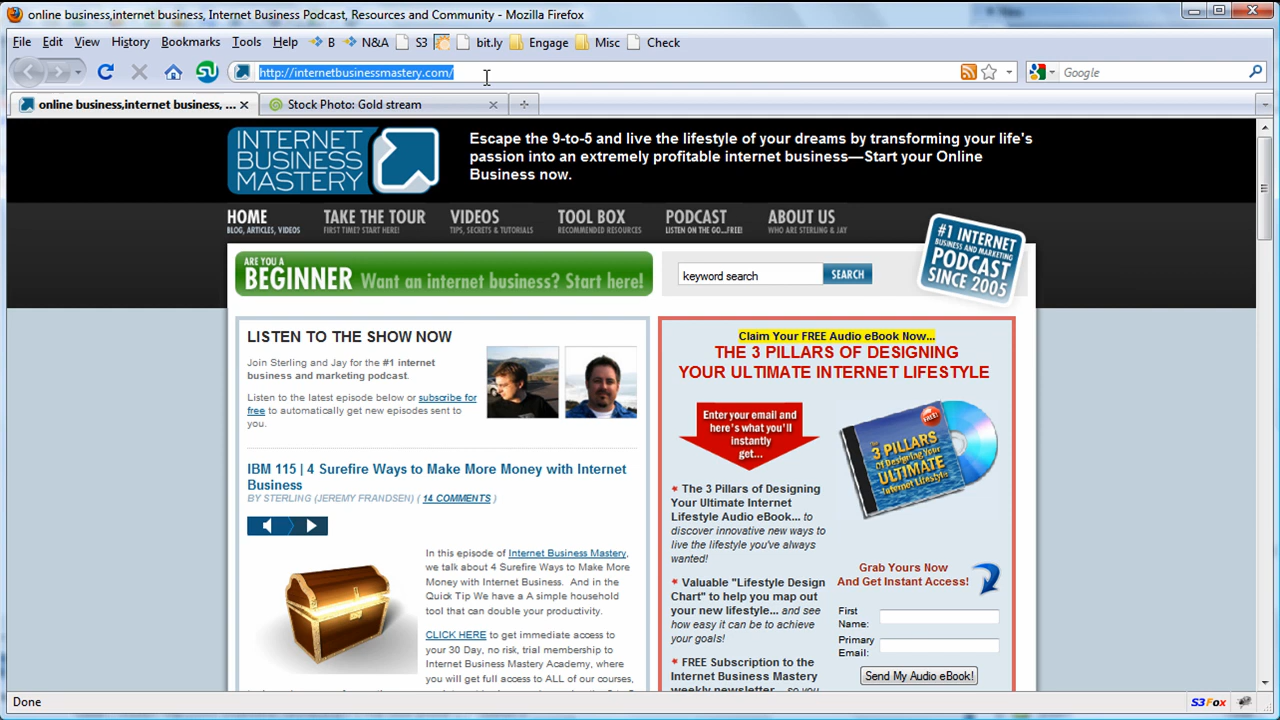 online business,internet business, Internet Business Podcast, Resources and Community - Mozilla Firefox
File Edit View History Bookmarks Tools Help B N&A S3 bit.ly Engage Misc Check
http://internetbusinessmastery.com/
Google
online business,internet business, ...
Stock Photo: Gold stream
INTERNET
BUSINESS
MASTERY
Escape the 9-to-5 and live the lifestyle of your dreams by transforming your life's
passion into an extremely profitable internet business—Start your Online
Business now.
HOME
BLOG, ARTICLES, VIDEOS
TAKE THE TOUR
FIRST TIME? START HERE!
VIDEOS
TIPS, SECRETS & TUTORIALS
TOOL BOX
RECOMMENDED RESOURCES
PODCAST
LISTEN ON THE GO...FREE!
ABOUT US
WHO ARE STERLING & JAY
#1 INTERNET
BUSINESS AND MARKETING
PODCAST
SINCE 2005
ARE YOU A
BEGINNER Want an internet business? Start here!
keyword search
SEARCH
LISTEN TO THE SHOW NOW
Join Sterling and Jay for the #1 internet
business and marketing podcast.
Listen to the latest episode below or subscribe for
free to automatically get new episodes sent to
you.
IBM 115 | 4 Surefire Ways to Make More Money with Internet
Business
BY STERLING (JEREMY FRANDSEN) ( 14 COMMENTS )
In this episode of Internet Business Mastery,
we talk about 4 Surefire Ways to Make More
Money with Internet Business. And in the
Quick Tip We have a A simple household
tool that can double your productivity.
CLICK HERE to get immediate access to
your 30 Day, no risk, trial membership to
Internet Business Mastery Academy, where
you will get full access to ALL of our courses,
Claim Your FREE Audio eBook Now...
THE 3 PILLARS OF DESIGNING
YOUR ULTIMATE INTERNET LIFESTYLE
Enter your email and
here's what you'll
instantly
get...
FREE!
The
3 PILLARS
Of Designing Your
ULTIMATE
Internet Lifestyle
* The 3 Pillars of Designing
Your Ultimate Internet
Lifestyle Audio eBook... to
discover innovative new ways to
live the lifestyle you've always
wanted!
* Valuable "Lifestyle Design
Chart" to help you map out
your new lifestyle... and see
how easy it can be to achieve
your goals!
* FREE Subscription to the
Internet Business Mastery
weekly newsletter... so you
Grab Yours Now
And Get Instant Access!
First
Name:
Primary
Email:
Send My Audio eBook!
Done
S3Fox